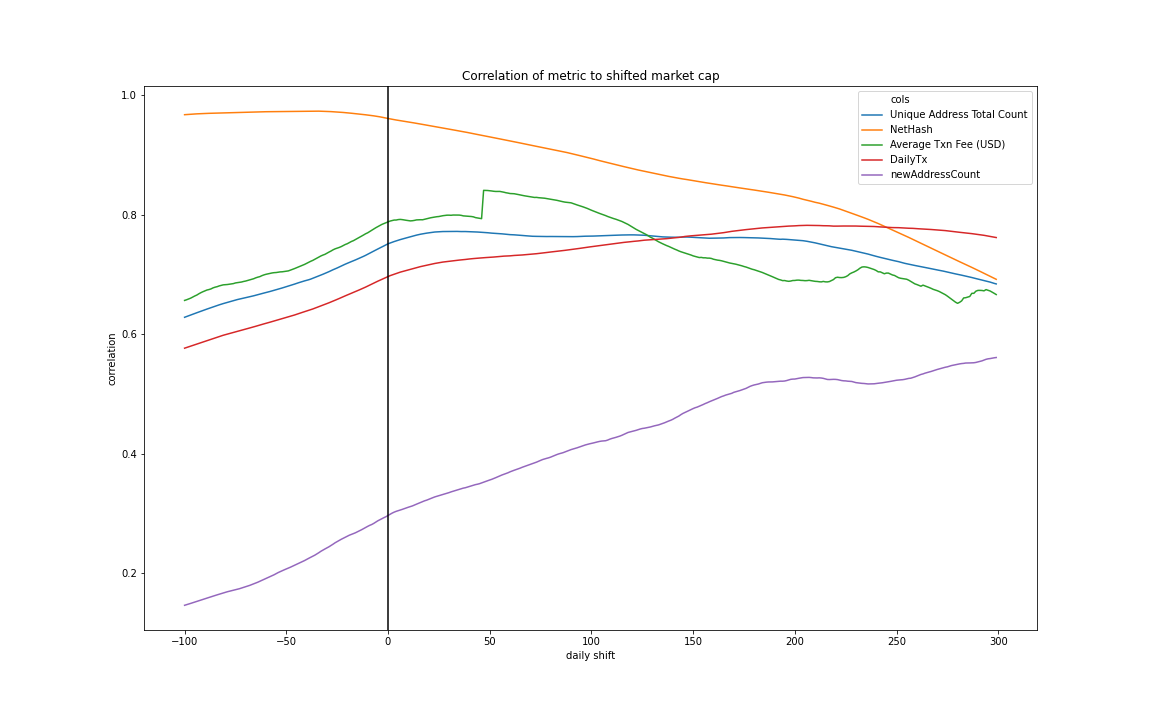 Correlation of metric to shifted market cap
cols
Unique Address Total Count
NetHash
Average Txn Fee (USD)
DailyTx
newAddressCount
1.0
0.8
0.6
0.4
0.2
correlation
−100
−50
0
50
100
150
200
250
300
daily shift